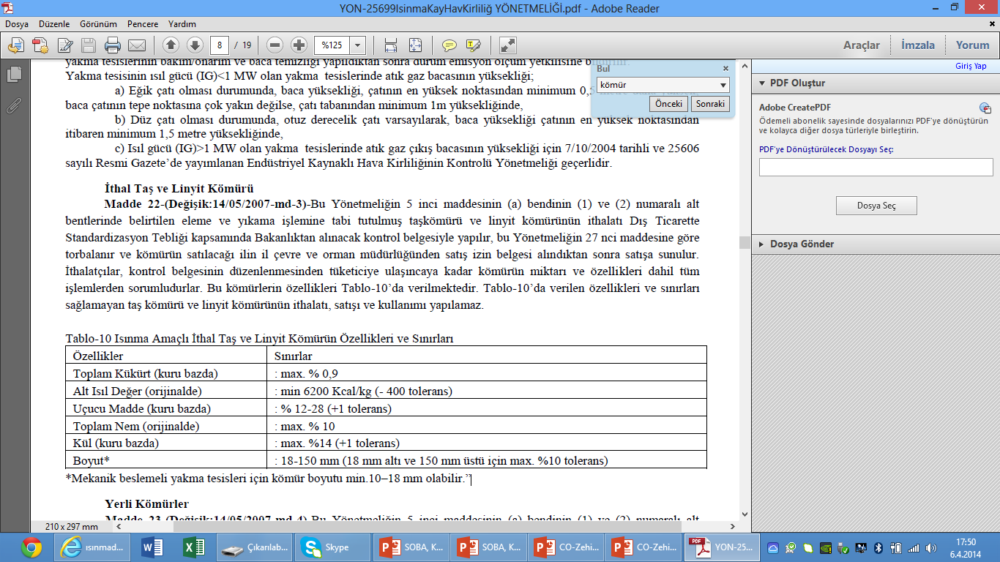 YON-25699IsinmaKayHavKirliliğ YÖNETMELİĞİ.pdf - Adobe Reader
Dosya Düzenle Görünüm Pencere Yardım
8 / 19 %125 Araçlar İmzala Yorum
Giriş Yap
yakma tesislerinin bakım/onarım ve baca temizliği yapıldıktan sonra durum emisyon ölçüm yetkilisine bildirilir.
Yakma tesisinin ısıl gücü (IG)<1 MW olan yakma tesislerinde atık gaz bacasının yüksekliği;
a) Eğik çatı olması durumunda, baca yüksekliği, çatının en yüksek noktasından minimum 0,5
baca çatının tepe noktasına çok yakın değilse, çatı tabanından minimum 1m yüksekliğinde,
b) Düz çatı olması durumunda, otuz derecelik çatı varsayılarak, baca yüksekliği çatının en yüksek noktasından
itibaren minimum 1,5 metre yüksekliğinde,
c) Isıl gücü (IG)>1 MW olan yakma tesislerinde atık gaz çıkış bacasının yüksekliği için 7/10/2004 tarihli ve 25606
sayılı Resmi Gazete’de yayımlanan Endüstriyel Kaynaklı Hava Kirliliğinin Kontrolü Yönetmeliği geçerlidir.
İthal Taş ve Linyit Kömürü
Madde 22-(Değişik:14/05/2007-md-3)-Bu Yönetmeliğin 5 inci maddesinin (a) bendinin (1) ve (2) numaralı alt
bentlerinde belirtilen eleme ve yıkama işlemine tabi tutulmuş taşkömürü ve linyit kömürünün ithalatı Dış Ticarette
Standardizasyon Tebliği kapsamında Bakanlıktan alınacak kontrol belgesiyle yapılır, bu Yönetmeliğin 27 nci maddesine göre
torbalanır ve kömürün satılacağı ilin il çevre ve orman müdürlüğünden satış izin belgesi alındıktan sonra satışa sunulur.
İthalatçılar, kontrol belgesinin düzenlenmesinden tüketiciye ulaşıncaya kadar kömürün miktarı ve özellikleri dahil tüm
işlemlerden sorumludurlar. Bu kömürlerin özellikleri Tablo-10’da verilmektedir. Tablo-10’da verilen özellikleri ve sınırları
sağlamayan taş kömürü ve linyit kömürünün ithalatı, satışı ve kullanımı yapılamaz.
Tablo-10 Isınma Amaçlı İthal Taş ve Linyit Kömürün Özellikleri ve Sınırları
Özellikler Sınırlar
Toplam Kükürt (kuru bazda) : max. % 0,9
Alt Isıl Değer (orijinalde) : min 6200 Kcal/kg (- 400 tolerans)
Uçucu Madde (kuru bazda) : % 12-28 (+1 tolerans)
Toplam Nem (orijinalde) : max. % 10
Kül (kuru bazda) : max. %14 (+1 tolerans)
Boyut* : 18-150 mm (18 mm altı ve 150 mm üstü için max. %10 tolerans)
*Mekanik beslemeli yakma tesisleri için kömür boyutu min.10–18 mm olabilir.”
Yerli Kömürler
Madde 23-(Değişik:14/05/2007-md-4)-Bu Yönetmeliğin 5 inci maddesinin (a) bendinin (1) ve (2) numaralı alt
210 x 297 mm
Bul
kömür
Önceki Sonraki
PDF Oluştur
Adobe CreatePDF
Ödemeli abonelik sayesinde dosyalarınızı PDF'ye dönüştürün
ve kolayca diğer dosya türleriyle birleştirin.
PDF'ye Dönüştürülecek Dosyayı Seç:
Dosya Seç
Dosya Gönder
ısınmad... Çıkarılab... Skype SOBA, K... SOBA, K... CO-Zehi... CO-Zehi... YON-25...
17:50
6.4.2014